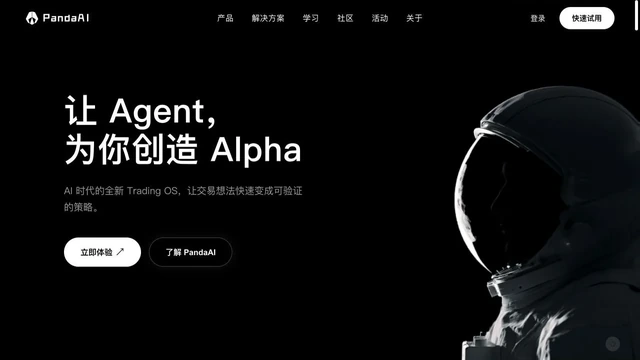 PandaAI
产品 解决方案 学习 社区 活动 关于
登录 快速试用
让 Agent，
为你创造 Alpha
AI 时代的全新 Trading OS，让交易想法快速变成可验证
的策略。
立即体验 ↗
了解 PandaAI